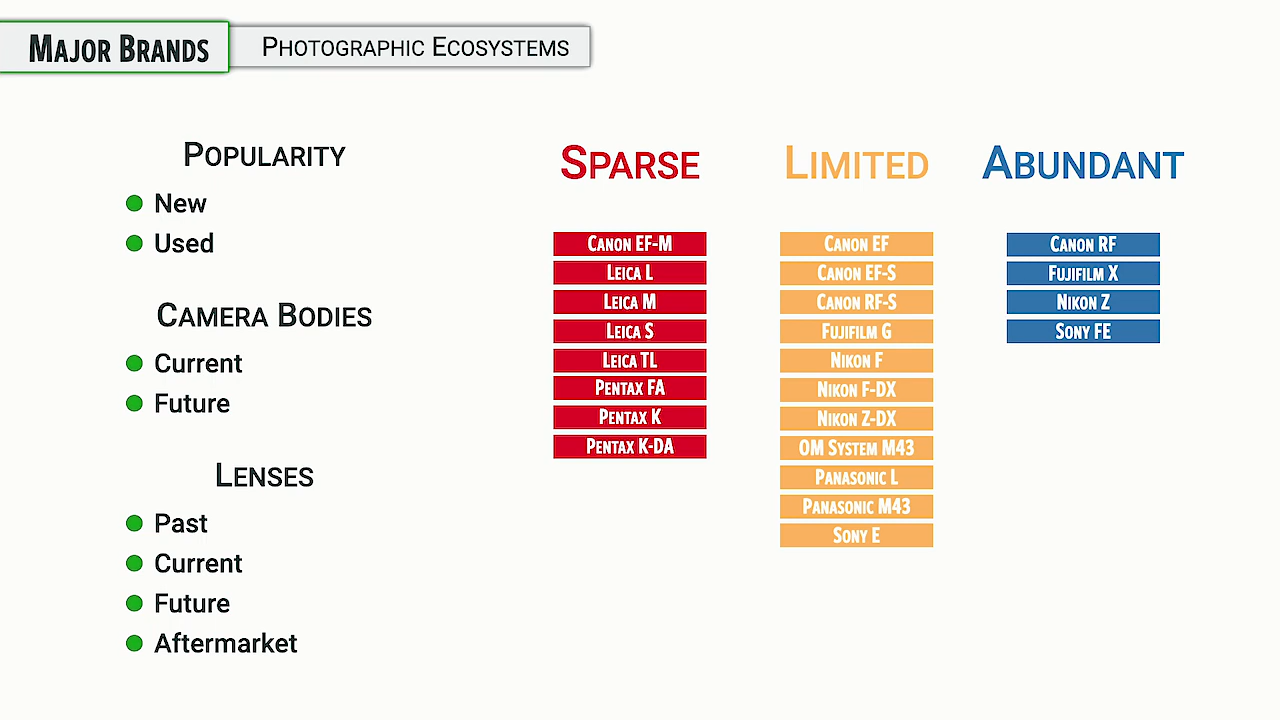 Major Brands
Photographic Ecosystems
Popularity
New
Used
Camera Bodies
Current
Future
Lenses
Past
Current
Future
Aftermarket
Sparse
Canon EF-M
Leica L
Leica M
Leica S
Leica TL
Pentax FA
Pentax K
Pentax K-DA
Limited
Canon EF
Canon EF-S
Canon RF-S
Fujifilm G
Nikon F
Nikon F-DX
Nikon Z-DX
OM System M43
Panasonic L
Panasonic M43
Sony E
Abundant
Canon RF
Fujifilm X
Nikon Z
Sony FE